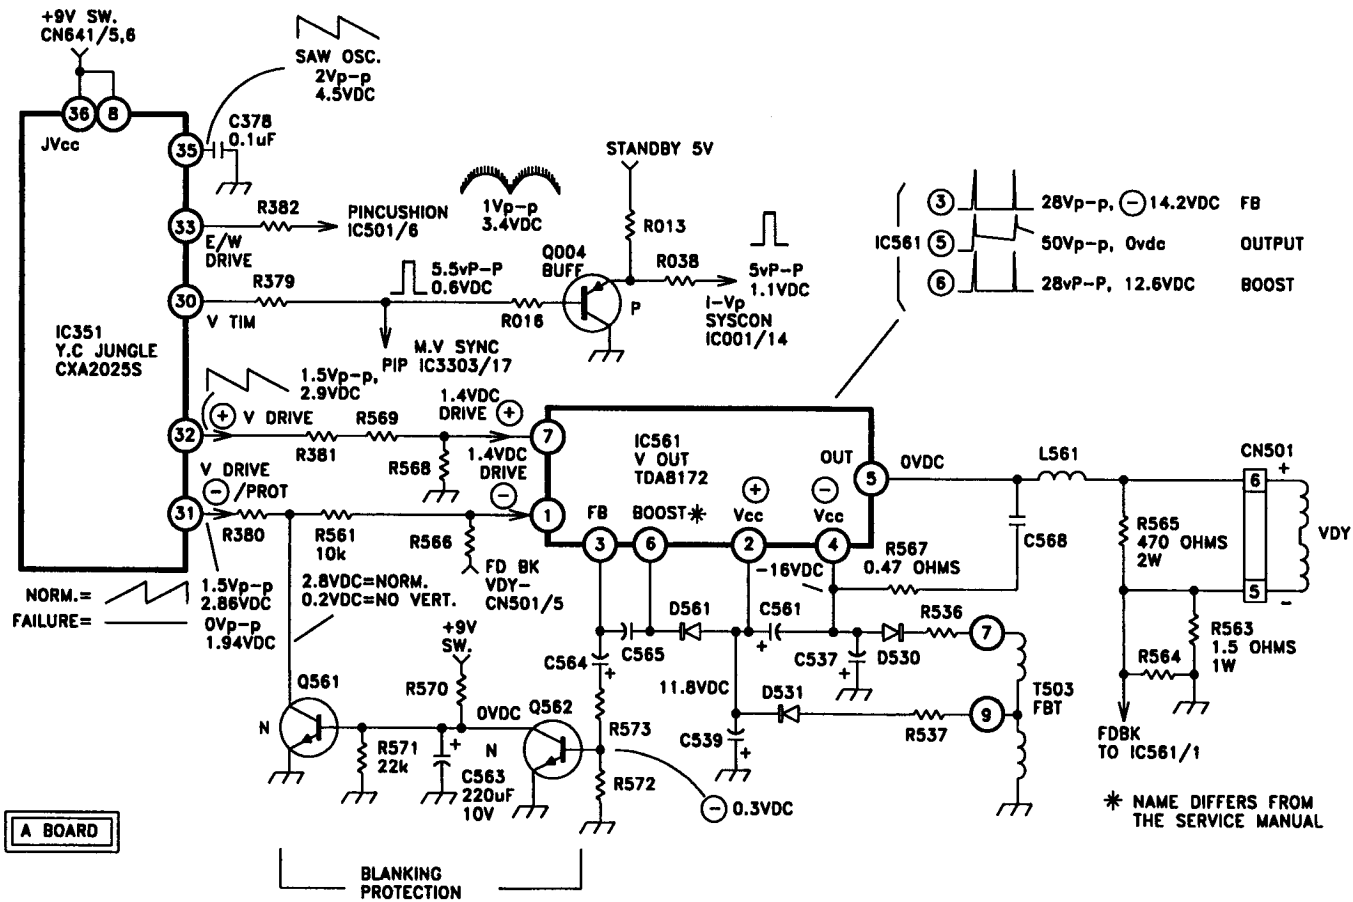 +9V SW.
CN641/5,6
SAW OSC.
2Vp-p
4.5VDC
36
8
JVcc
C378
0.1uF
35
STANDBY 5V
1Vp-p
3.4VDC
R382
33
PINCUSHION
IC501/6
E/W
DRIVE
R013
3
28Vp-p, - 14.2VDC FB
IC561
5
50Vp-p, 0vdc OUTPUT
6
28vP-P, 12.6VDC BOOST
Q004
BUFF
R038
5vP-P
1.1VDC
R379
5.5vP-P
0.6VDC
30
V TIM
R016
P
I-Vp
SYSCON
IC001/14
IC351
Y.C JUNGLE
CXA2025S
M.V SYNC
PIP IC3303/17
1.5Vp-p,
2.9VDC
1.4VDC
DRIVE +
+ V DRIVE
32
R381
R569
R568
7
1.4VDC
DRIVE
-
IC561
V OUT
TDA8172
OUT
5
0VDC
L561
CN501
+
6
V DRIVE
- /PROT
31
R380
R561
10k
R566
1
FB
BOOST*
+
Vcc
-
Vcc
3
6
2
4
C568
R565
470 OHMS
2W
VDY
FD BK
VDY-
CN501/5
-16VDC
R567
0.47 OHMS
5
-
NORM.=
1.5Vp-p
2.86VDC
FAILURE=
0Vp-p
1.94VDC
2.8VDC=NORM.
0.2VDC=NO VERT.
D561
C561
+
R536
7
C564
+
C565
C537
+
D530
R563
1.5 OHMS
1W
R564
+9V
SW.
11.8VDC
D531
T503
FBT
Q561
R570
0VDC
Q562
R573
C539
+
R537
9
FDBK
TO IC561/1
N
R571
22k
+
C563
220uF
10V
N
R572
- 0.3VDC
* NAME DIFFERS FROM
THE SERVICE MANUAL
A BOARD
BLANKING
PROTECTION